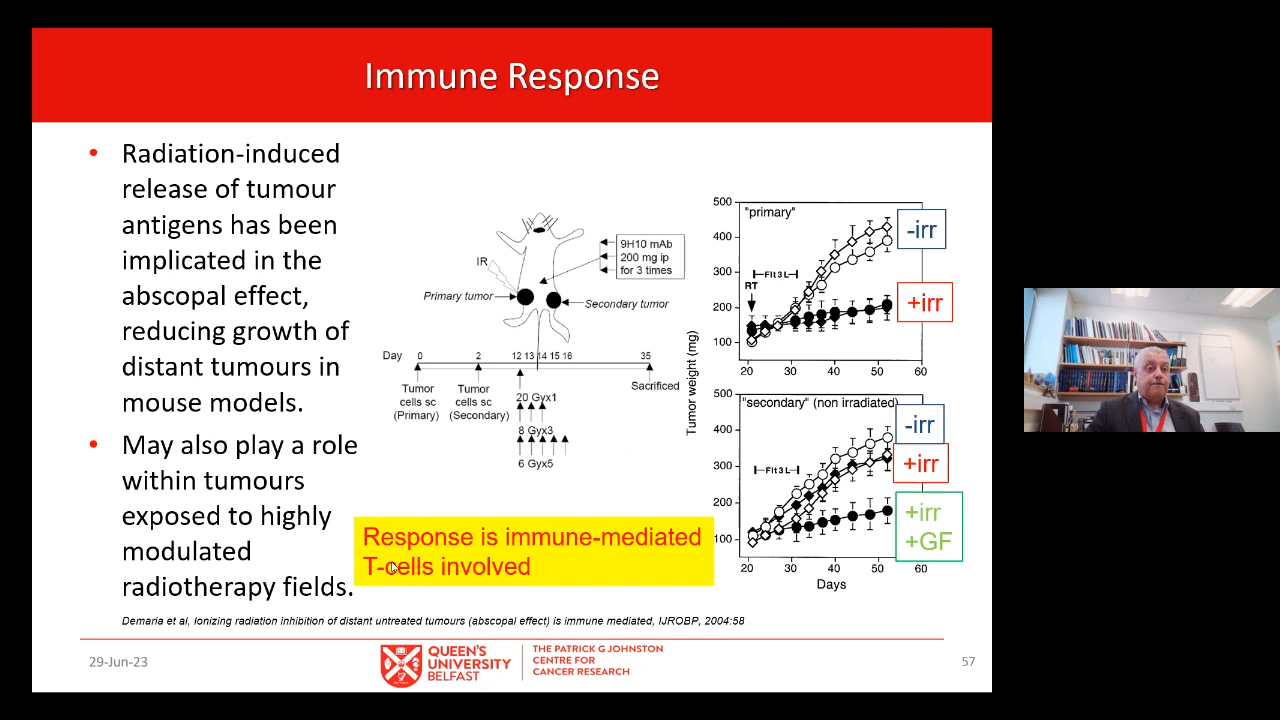 Immune Response
• Radiation-induced
release of tumour
antigens has been
implicated in the
abscopal effect,
reducing growth of
distant tumours in
mouse models.
• May also play a role
within tumours
exposed to highly
modulated
radiotherapy fields.
IR
9H10 mAb
200 mg ip
for 3 times
Primary tumor
Secondary tumor
Day 0 2 12 13 14 15 16 35
Tumor
cells sc
(Primary)
Tumor
cells sc
(Secondary)
Sacrificed
20 Gyx1
8 Gyx3
6 Gyx5
Tumor weight (mg)
500
400
300
200
100
"primary"
RT
Flt 3 L
-irr
+irr
20 30 40 50 60
500
400
300
200
100
"secondary" (non irradiated)
Flt 3 L
-irr
+irr
+irr
+GF
20 30 40 50 60
Days
Response is immune-mediated
T-cells involved
Demaria et al, Ionizing radiation inhibition of distant untreated tumours (abscopal effect) is immune mediated, IJROBP, 2004:58
29-Jun-23
QUEEN'S
UNIVERSITY
BELFAST
THE PATRICK G JOHNSTON
CENTRE FOR
CANCER RESEARCH
57